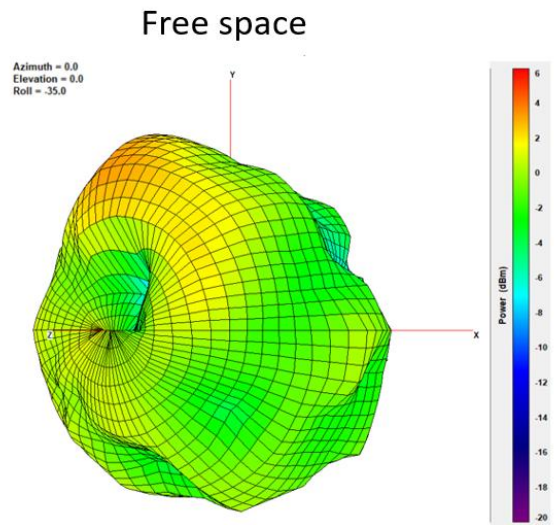 Free space
Azimuth = 0.0
Elevation = 0.0
Roll = -35.0
Y
Z
X
Power (dBm)
6
4
2
0
-2
-4
-6
-8
-10
-12
-14
-16
-18
-20